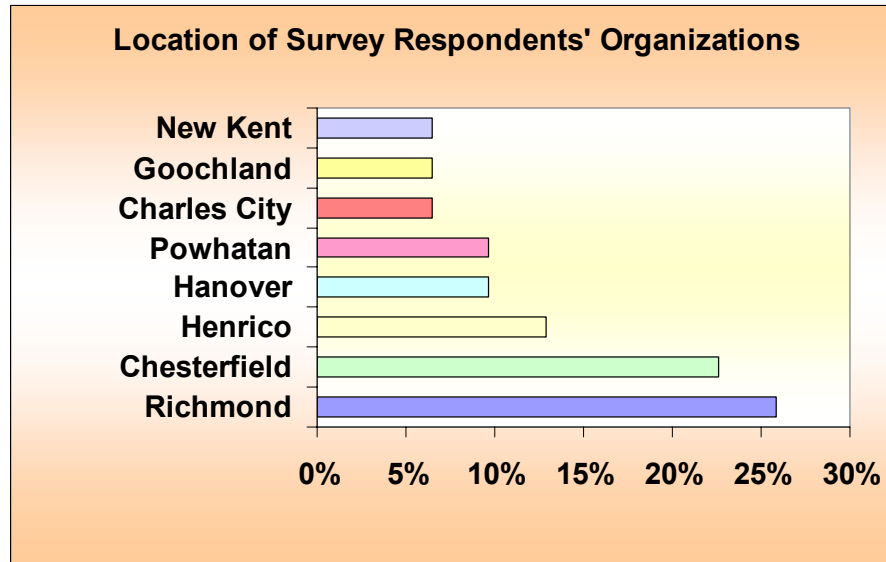 Location of Survey Respondents' Organizations
New Kent
Goochland
Charles City
Powhatan
Hanover
Henrico
Chesterfield
Richmond
0% 5% 10% 15% 20% 25% 30%